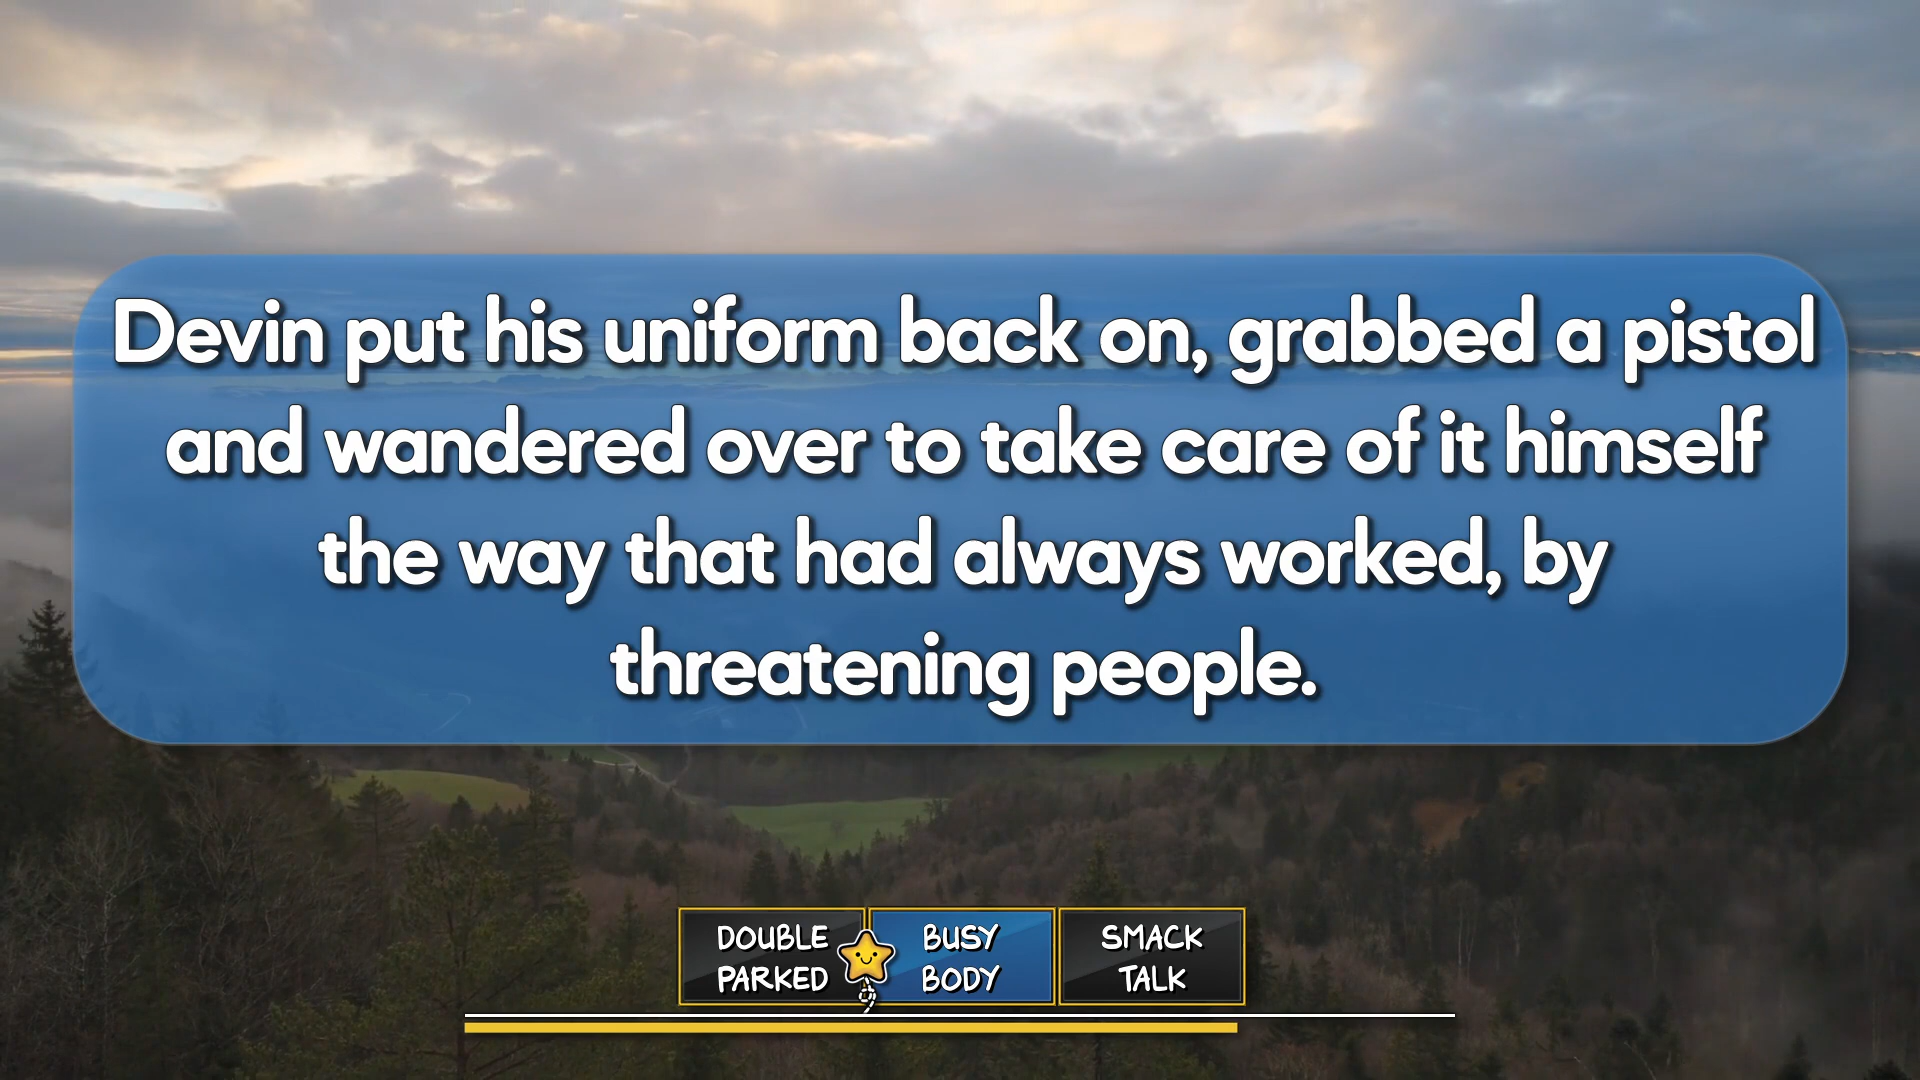 Devin put his uniform back on, grabbed a pistol
and wandered over to take care of it himself
the way that had always worked, by
threatening people.
DOUBLE
PARKED
BUSY
BODY
SMACK
TALK